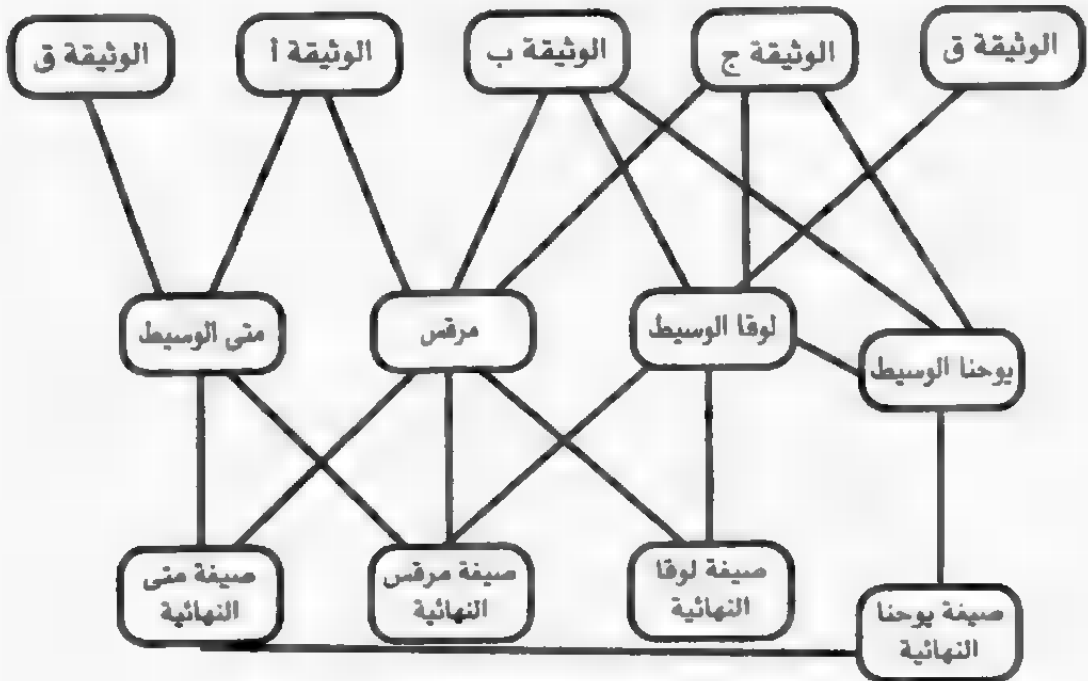 الوثيقة ق
الوثيقة ج
الوثيقة ب
الوثيقة أ
الوثيقة ق
يوحنا الوسيط
لوقا الوسيط
مرقس
متى الوسيط
صيغة يوحنا
النهائية
صيغة لوقا
النهائية
صيغة مرقس
النهائية
صيغة متى
النهائية